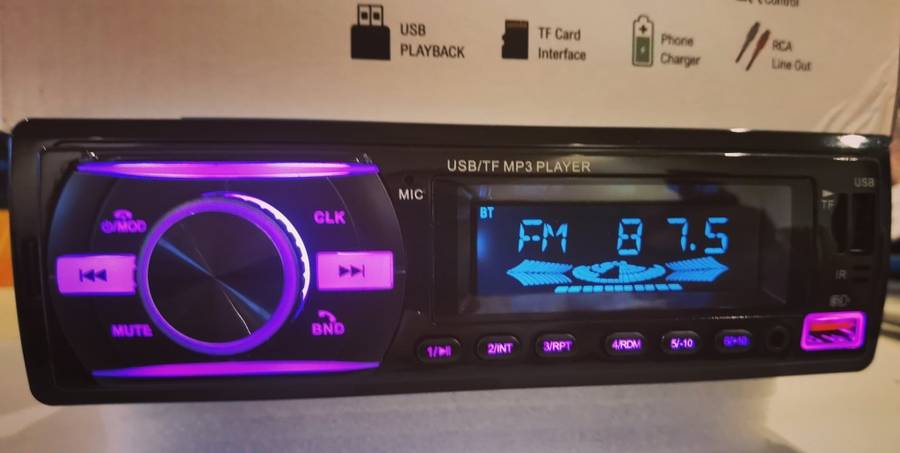 Control
USB
PLAYBACK
TF Card
Interface
Phone
Charger
RCA
Line Out
USB/TF MP3 PLAYER
MIC
USB
TF
BT
FM 87.5
/MOD
CLK
MUTE
BND
IR
1/
2/INT
3/RPT
4/RDM
5/-10
6/+10